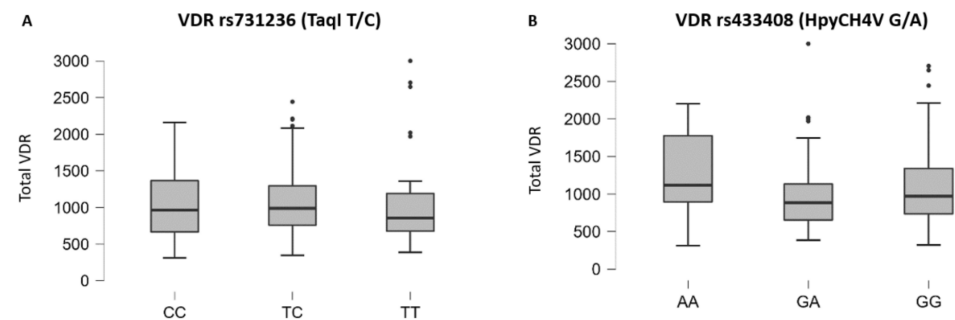 A
VDR rs731236 (TaqI T/C)
Total VDR
3000
2500
2000
1500
1000
500
0
CC TC TT
B
VDR rs433408 (HpyCH4V G/A)
Total VDR
3000
2500
2000
1500
1000
500
0
AA GA GG